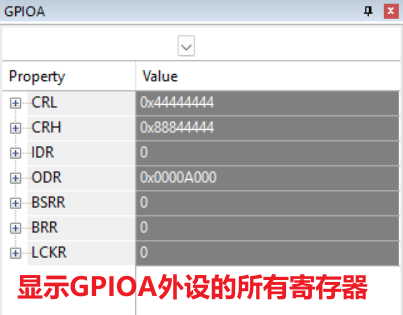 GPIOA
Property Value
CRL 0x44444444
CRH 0x88844444
IDR 0
ODR 0x0000A000
BSRR 0
BRR 0
LCKR 0
显示GPIOA外设的所有寄存器